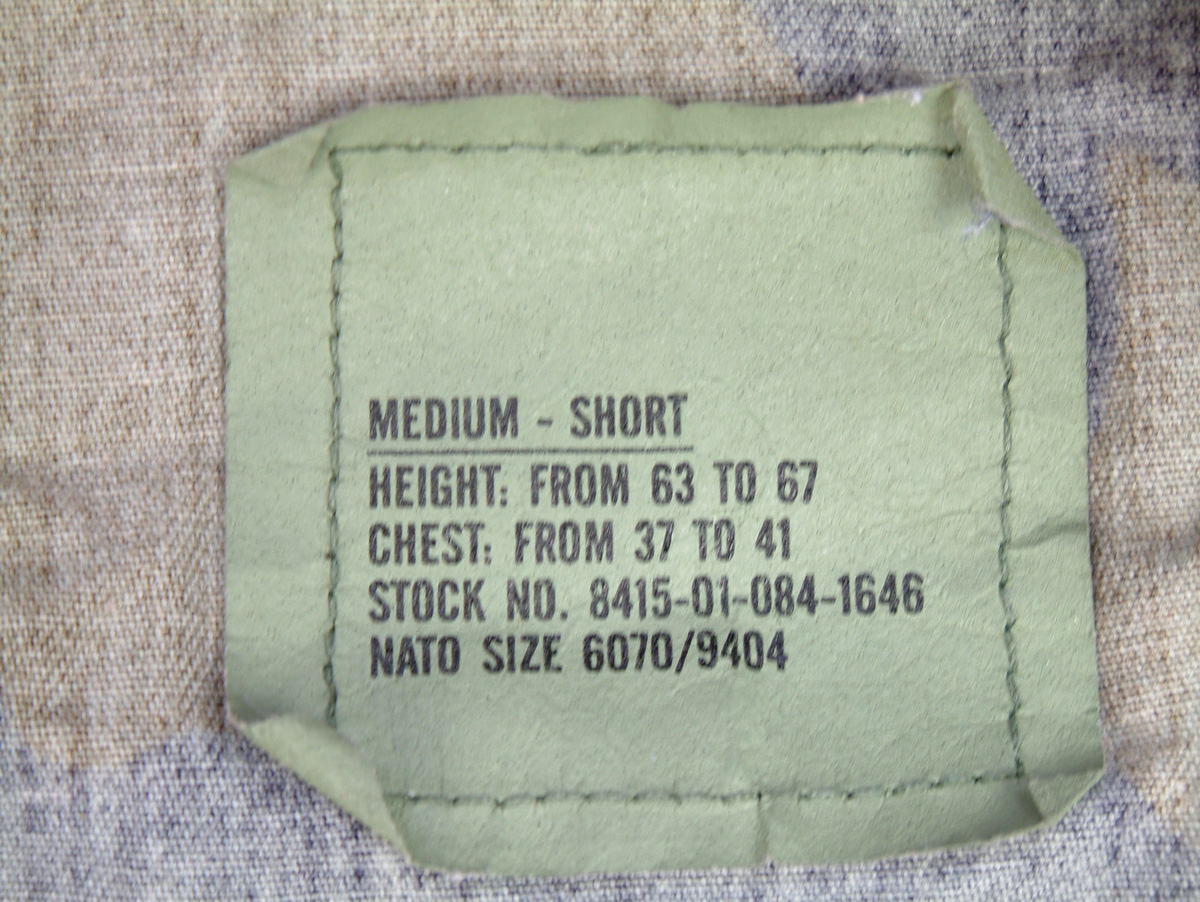 MEDIUM - SHORT
HEIGHT: FROM 63 TO 67
CHEST: FROM 37 TO 41
STOCK NO. 8415-01-084-1646
NATO SIZE 6070/9404